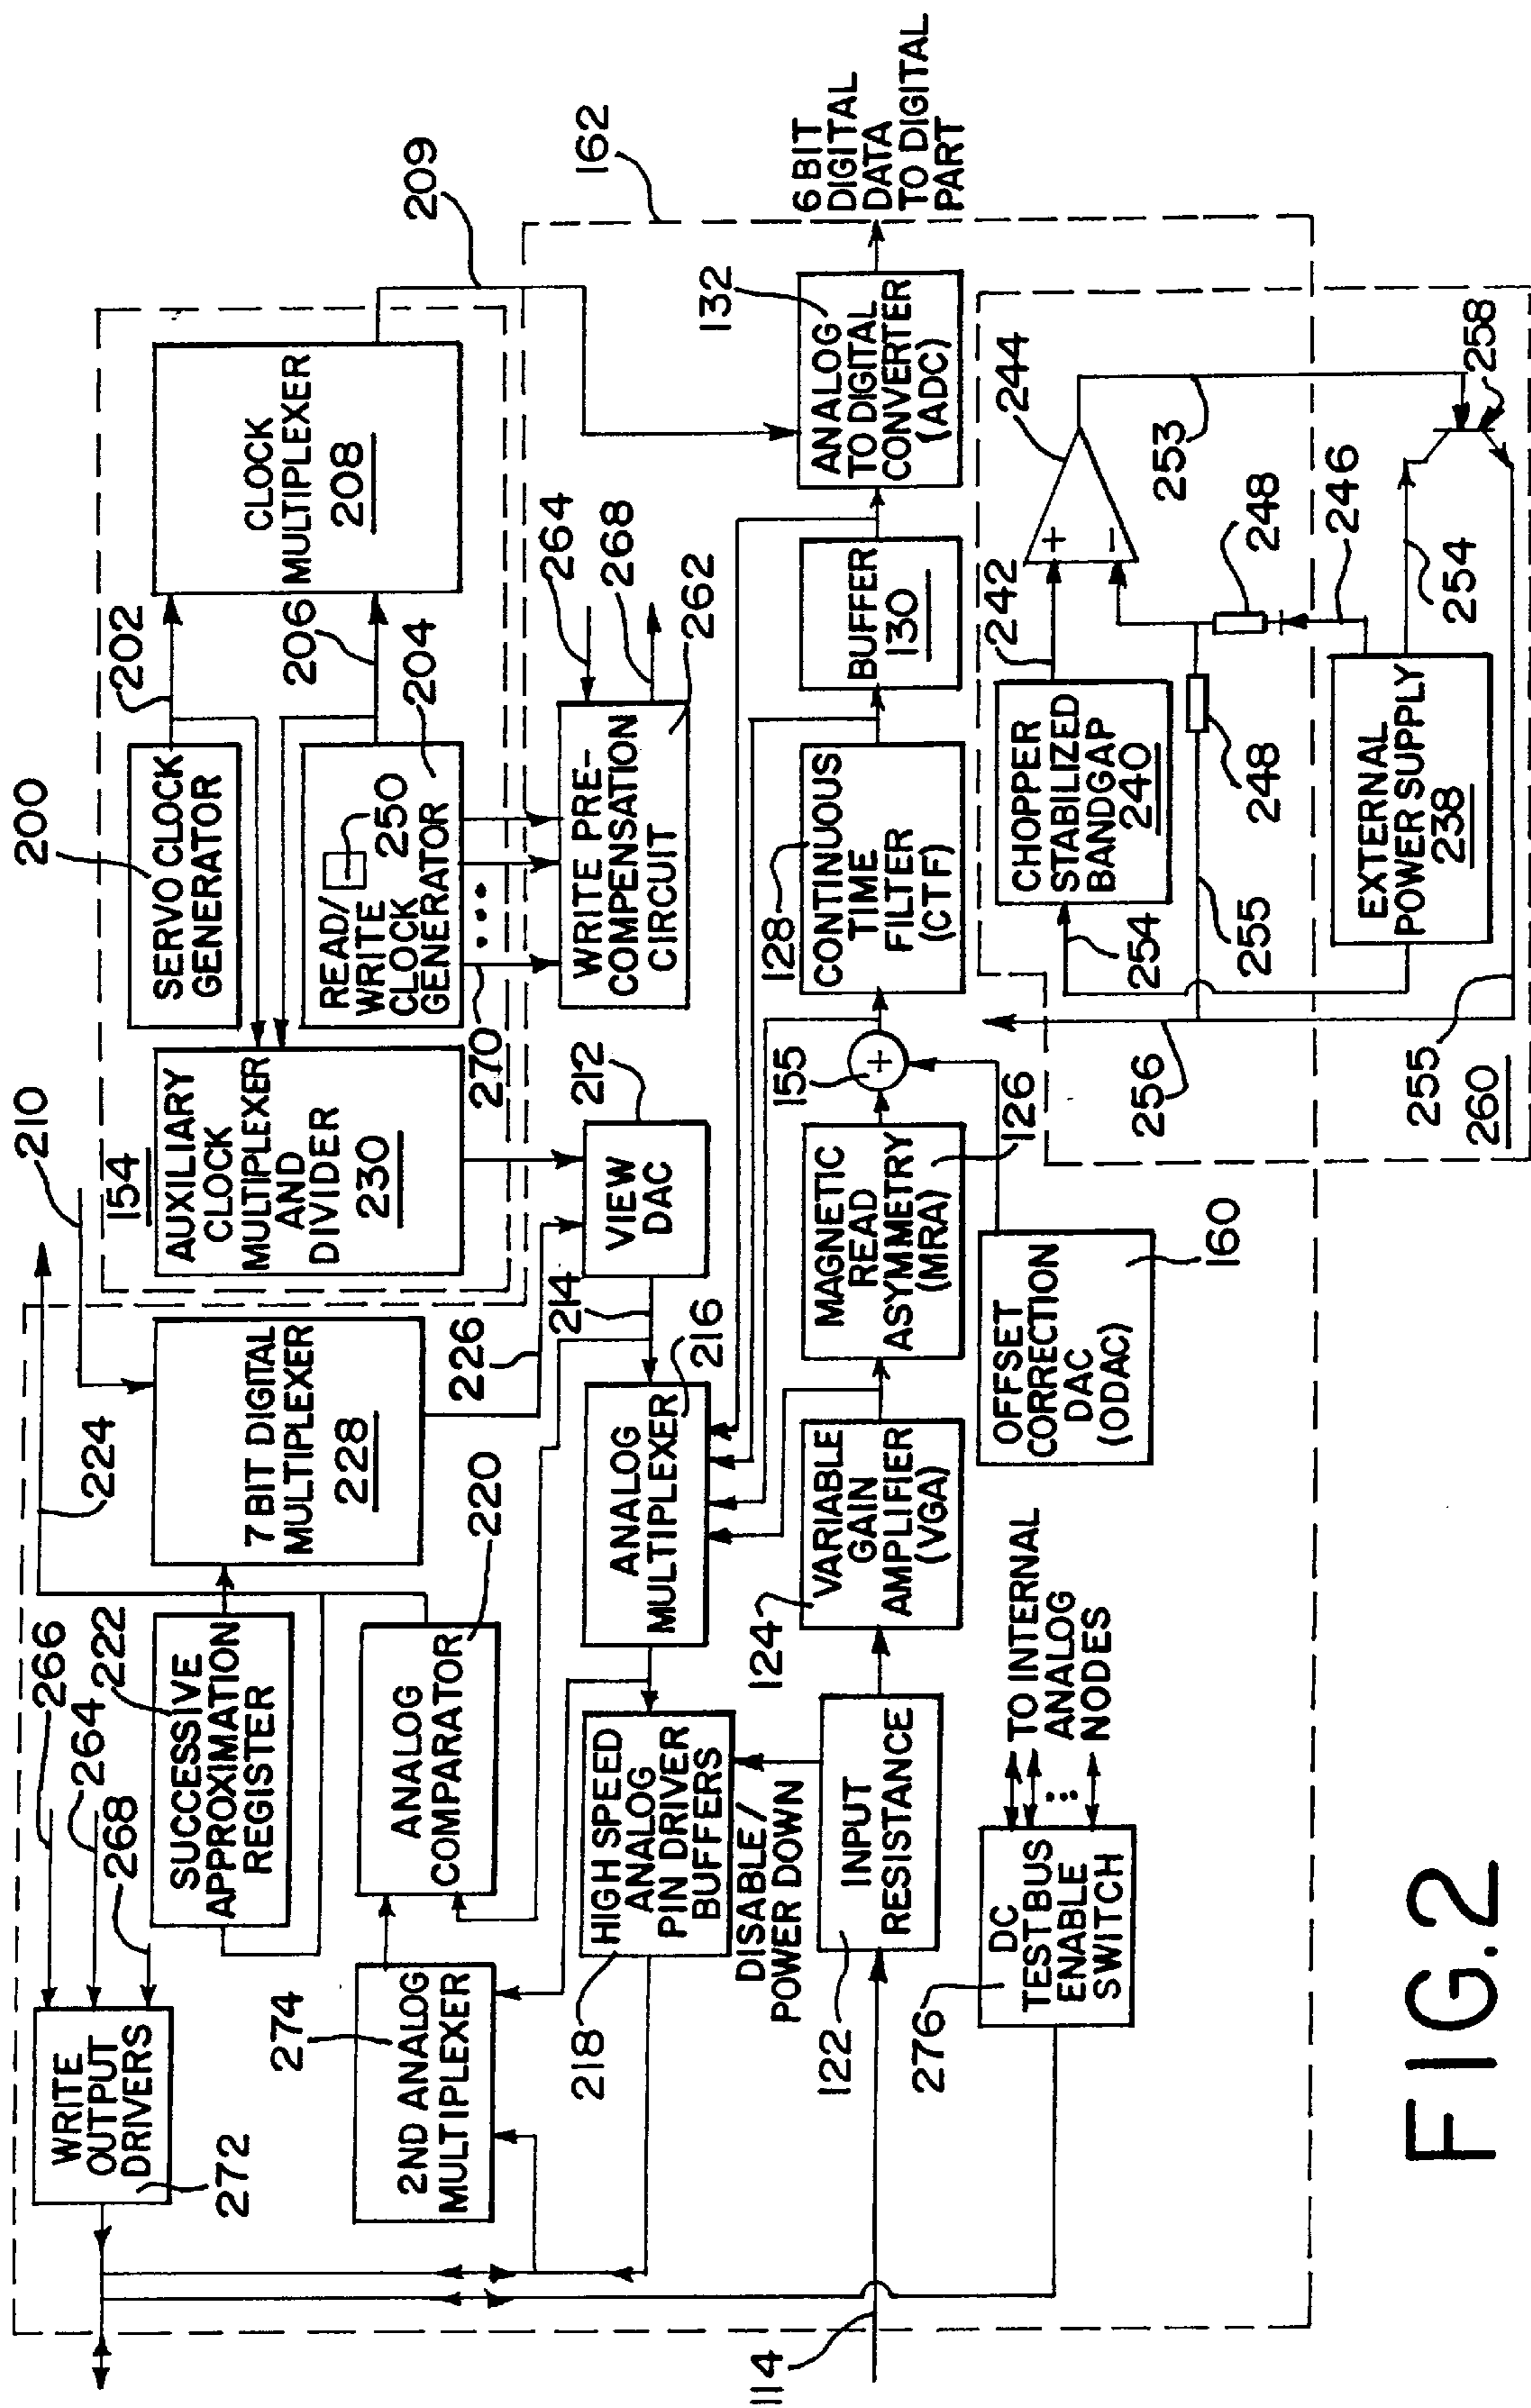 200
SERVO CLOCK
GENERATOR
202
206
CLOCK
MULTIPLEXER
208
209
READ/
WRITE
CLOCK
GENERATOR
250
204
154
AUXILIARY
CLOCK
MULTIPLEXER
AND
DIVIDER
230
210
224
7 BIT DIGITAL
MULTIPLEXER
228
226
266
264
268
222
SUCCESSIVE
APPROXIMATION
REGISTER
WRITE
OUTPUT
DRIVERS
272
220
ANALOG
COMPARATOR
274
2ND ANALOG
MULTIPLEXER
270
WRITE PRE-
COMPENSATION
CIRCUIT
264
268
262
212
VIEW
DAC
214
216
ANALOG
MULTIPLEXER
HIGH SPEED
ANALOG
PIN DRIVER
BUFFERS
218
DISABLE/
POWER DOWN
162
6 BIT
DIGITAL
DATA
TO DIGITAL
PART
132
ANALOG
TO DIGITAL
CONVERTER
(ADC)
BUFFER
130
128
CONTINUOUS
TIME
FILTER
(CTF)
155
MAGNETIC
READ
ASYMMETRY
(MRA)
126
124
VARIABLE
GAIN
AMPLIFIER
(VGA)
122
INPUT
RESISTANCE
114
OFFSET
CORRECTION
DAC
(ODAC)
160
TO INTERNAL
ANALOG
NODES
276
DC
TEST BUS
ENABLE
SWITCH
CHOPPER
STABILIZED
BANDGAP
240
242
+
−
244
253
248
248
246
254
254
255
258
EXTERNAL
POWER SUPPLY
238
256
255
260
FIG.2